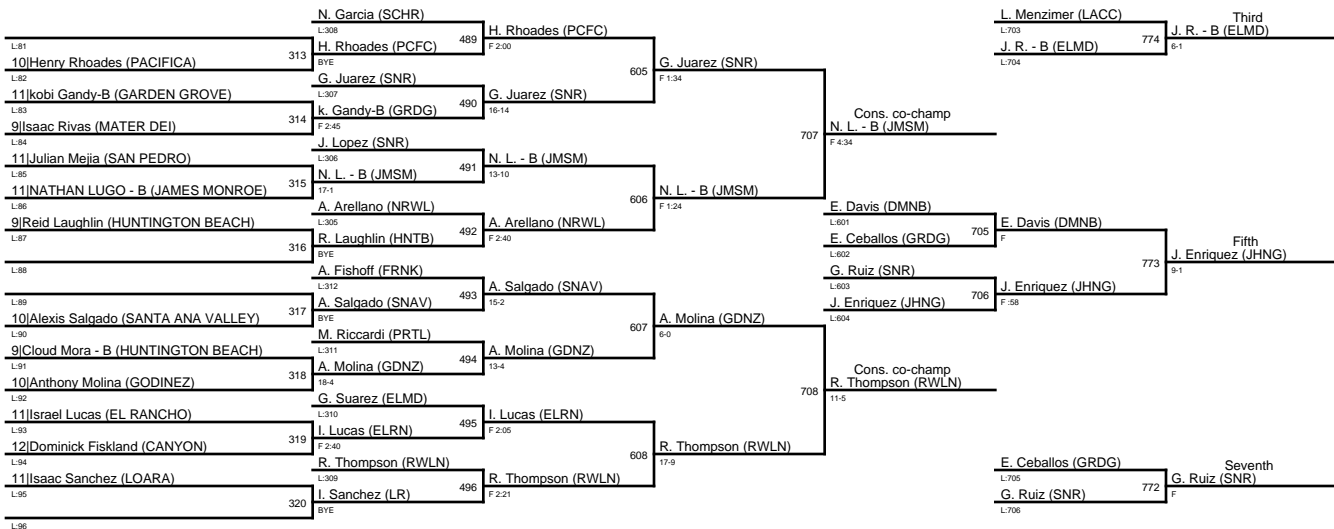 L:81
10|Henry Rhoades (PACIFICA)
L:82
11|kobi Gandy-B (GARDEN GROVE)
L:83
9|Isaac Rivas (MATER DEI)
L:84
11|Julian Mejia (SAN PEDRO)
L:85
11|NATHAN LUGO - B (JAMES MONROE)
L:86
9|Reid Laughlin (HUNTINGTON BEACH)
L:87
L:88
L:89
10|Alexis Salgado (SANTA ANA VALLEY)
L:90
9|Cloud Mora - B (HUNTINGTON BEACH)
L:91
10|Anthony Molina (GODINEZ)
L:92
11|Israel Lucas (EL RANCHO)
L:93
12|Dominick Fiskland (CANYON)
L:94
11|Isaac Sanchez (LOARA)
L:95
L:96
313
314
315
316
317
318
319
320
N. Garcia (SCHR)
L:308
H. Rhoades (PCFC)
BYE
G. Juarez (SNR)
L:307
k. Gandy-B (GRDG)
F 2:45
J. Lopez (SNR)
L:306
N. L. - B (JMSM)
17-1
A. Arellano (NRWL)
L:305
R. Laughlin (HNTB)
BYE
A. Fishoff (FRNK)
L:312
A. Salgado (SNAV)
BYE
M. Riccardi (PRTL)
L:311
A. Molina (GDNZ)
18-4
G. Suarez (ELMD)
L:310
I. Lucas (ELRN)
F 2:40
R. Thompson (RWLN)
L:309
I. Sanchez (LR)
BYE
489
490
491
492
493
494
495
496
H. Rhoades (PCFC)
F 2:00
G. Juarez (SNR)
16-14
N. L. - B (JMSM)
13-10
A. Arellano (NRWL)
F 2:40
A. Salgado (SNAV)
15-2
A. Molina (GDNZ)
13-4
I. Lucas (ELRN)
F 2:05
R. Thompson (RWLN)
F 2:21
605
606
607
608
G. Juarez (SNR)
F 1:34
N. L. - B (JMSM)
F 1:24
A. Molina (GDNZ)
6-0
R. Thompson (RWLN)
17-9
707
708
Cons. co-champ
N. L. - B (JMSM)
F 4:34
Cons. co-champ
R. Thompson (RWLN)
11-5
L. Menzimer (LACC)
L:703
J. R. - B (ELMD)
L:704
774
Third
J. R. - B (ELMD)
6-1
E. Davis (DMNB)
L:601
E. Ceballos (GRDG)
L:602
G. Ruiz (SNR)
L:603
J. Enriquez (JHNG)
L:604
705
706
E. Davis (DMNB)
F
J. Enriquez (JHNG)
F :58
773
Fifth
J. Enriquez (JHNG)
9-1
E. Ceballos (GRDG)
L:705
G. Ruiz (SNR)
L:706
772
Seventh
G. Ruiz (SNR)
F